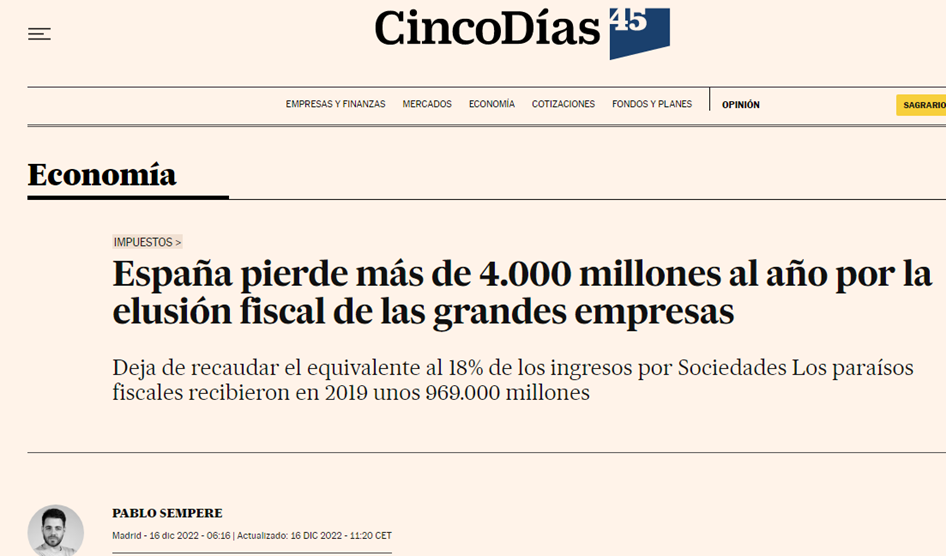 CincoDías 45
EMPRESAS Y FINANZAS MERCADOS ECONOMÍA COTIZACIONES FONDOS Y PLANES OPINIÓN SAGRARIO
Economía
IMPUESTOS >
España pierde más de 4.000 millones al año por la
elusión fiscal de las grandes empresas
Deja de recaudar el equivalente al 18% de los ingresos por Sociedades Los paraísos
fiscales recibieron en 2019 unos 969.000 millones
PABLO SEMPERE
Madrid - 16 dic 2022 - 06:16 | Actualizado: 16 DIC 2022 - 11:20 CET